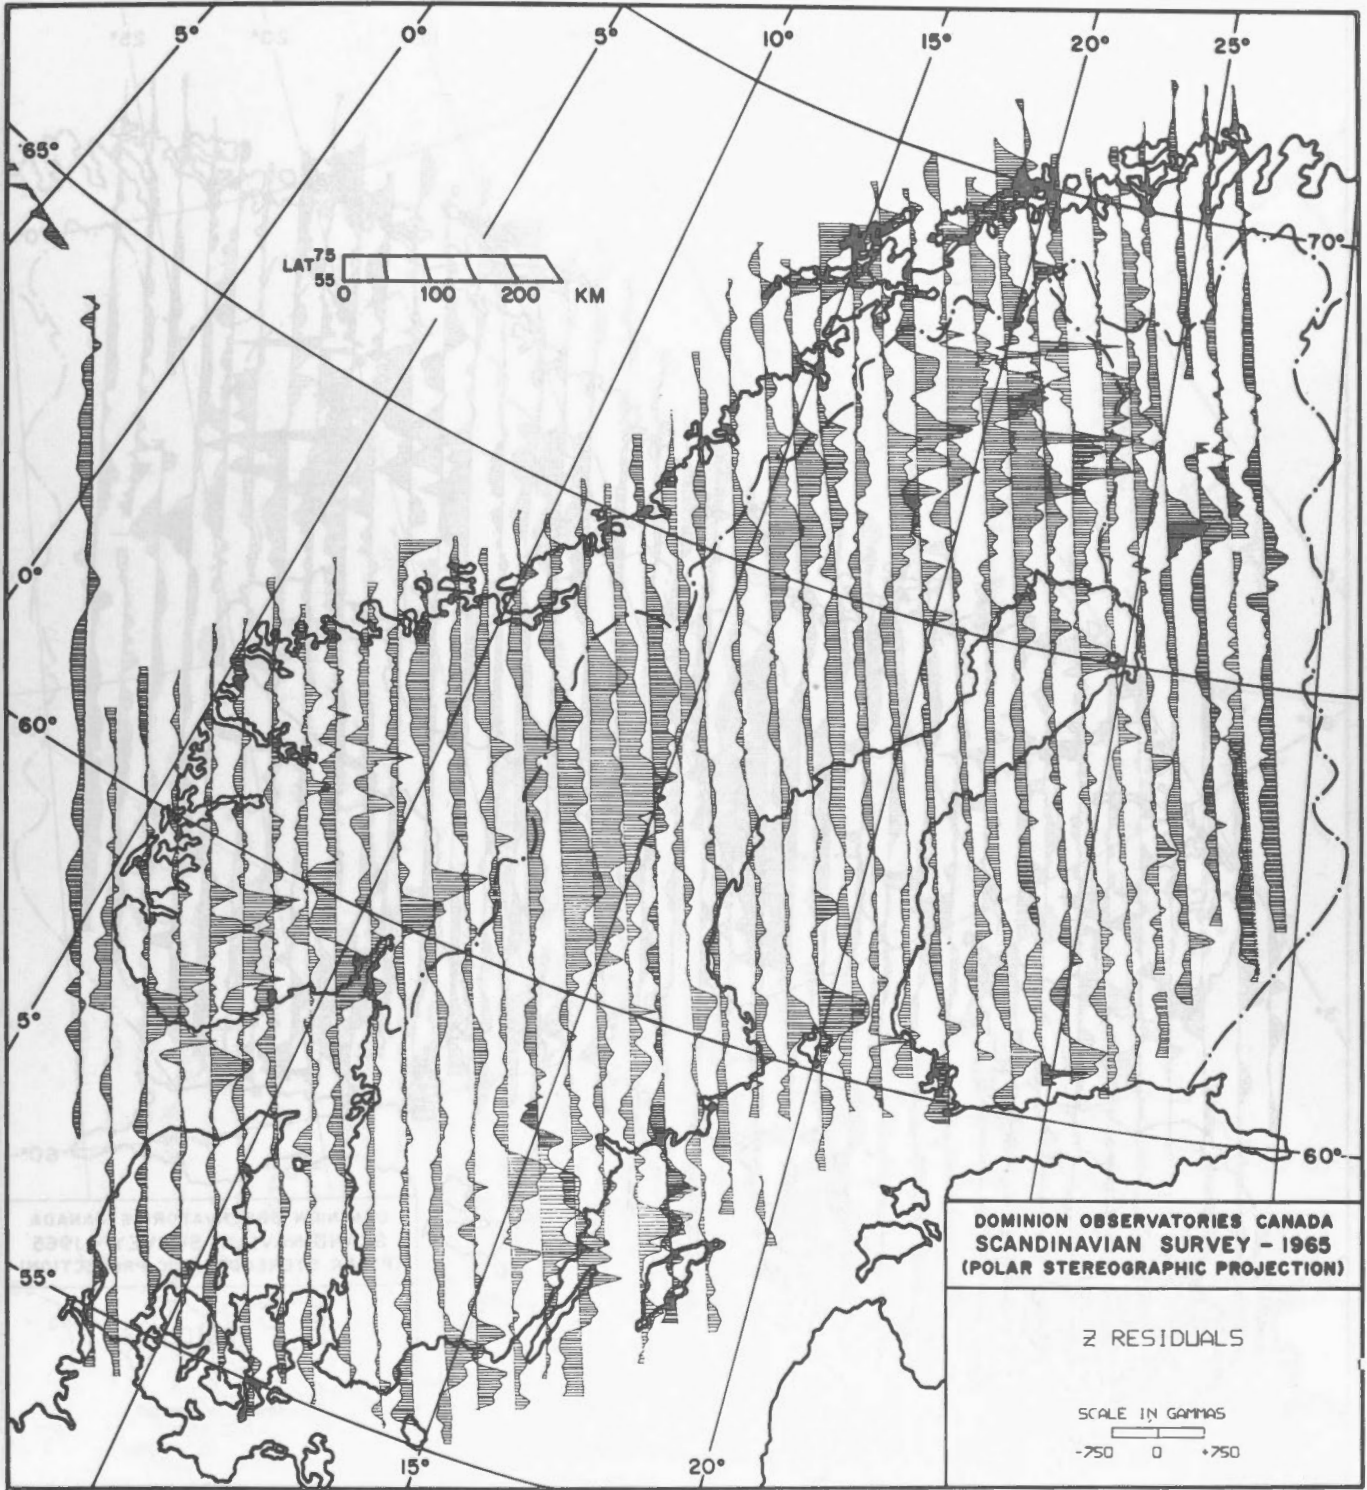 5° 0° 5° 10° 15° 20° 25°
65°
70°
LAT 75
55
0 100 200 KM
0°
60°
5°
60°
55°
15° 20°
DOMINION OBSERVATORIES CANADA
SCANDINAVIAN SURVEY – 1965
(POLAR STEREOGRAPHIC PROJECTION)
Z RESIDUALS
SCALE IN GAMMAS
-750 0 +750